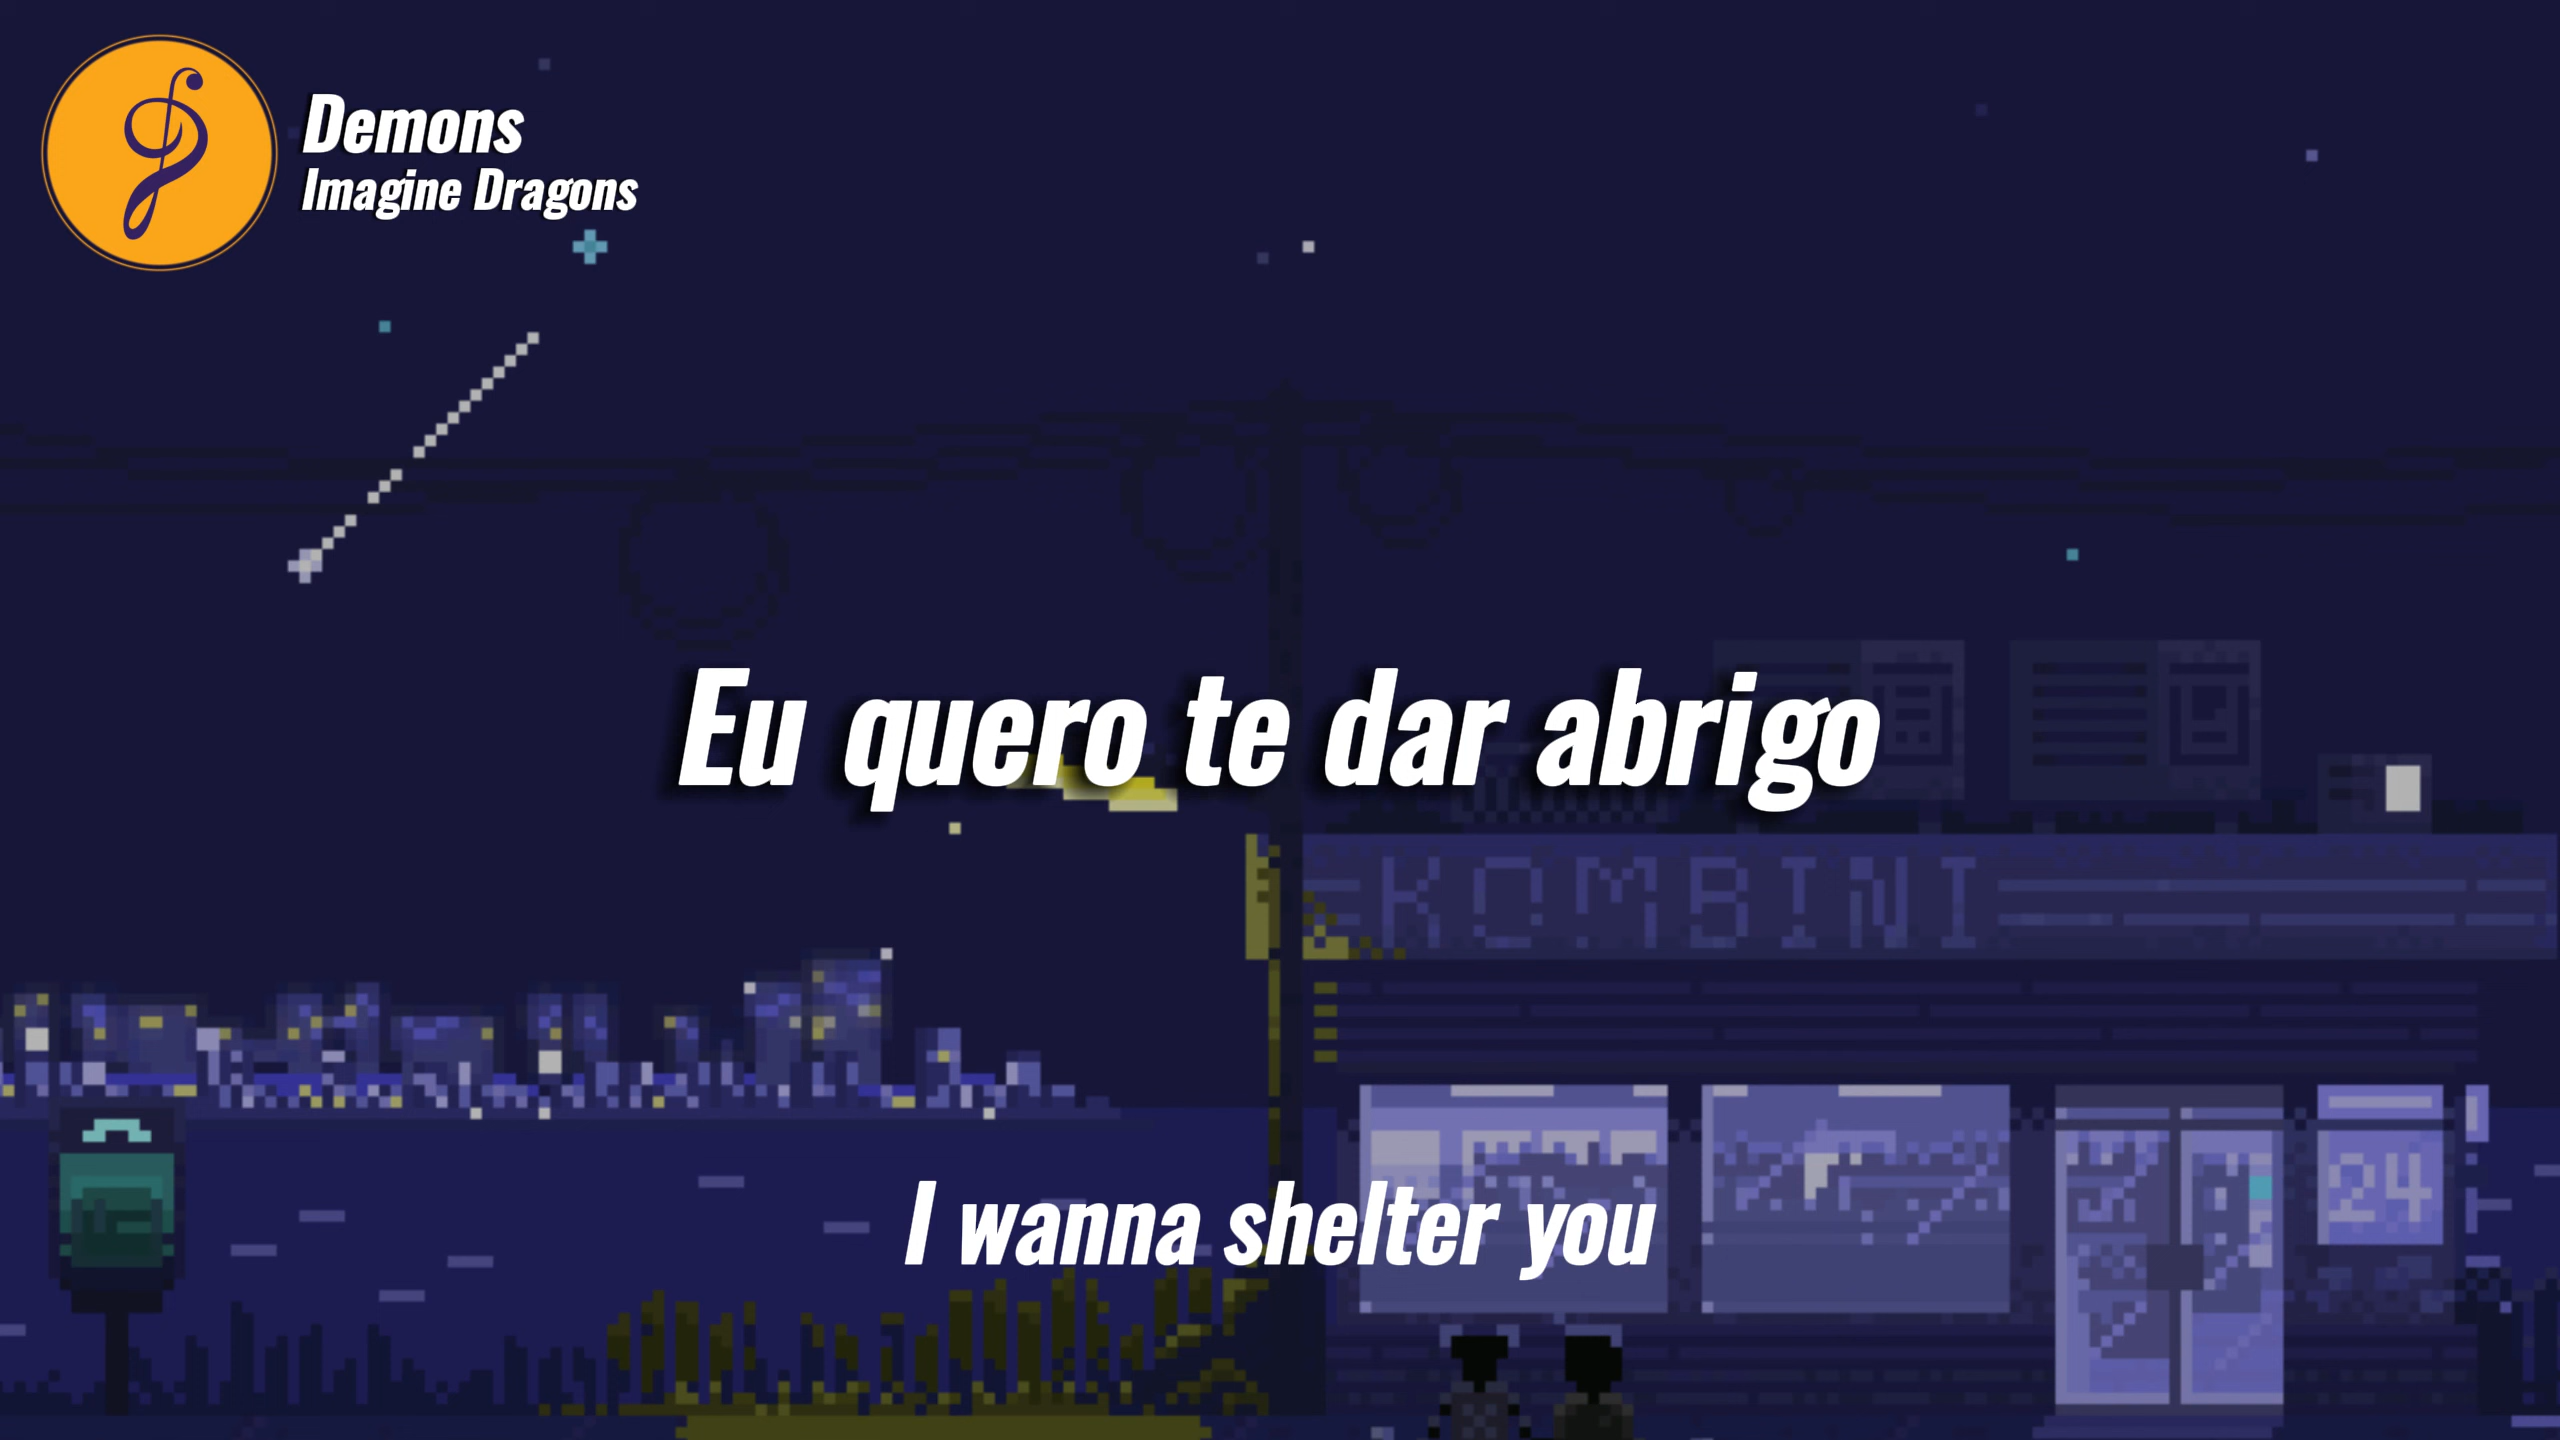 Demons
Imagine Dragons
Eu quero te dar abrigo
KOMBINI
I wanna shelter you
24